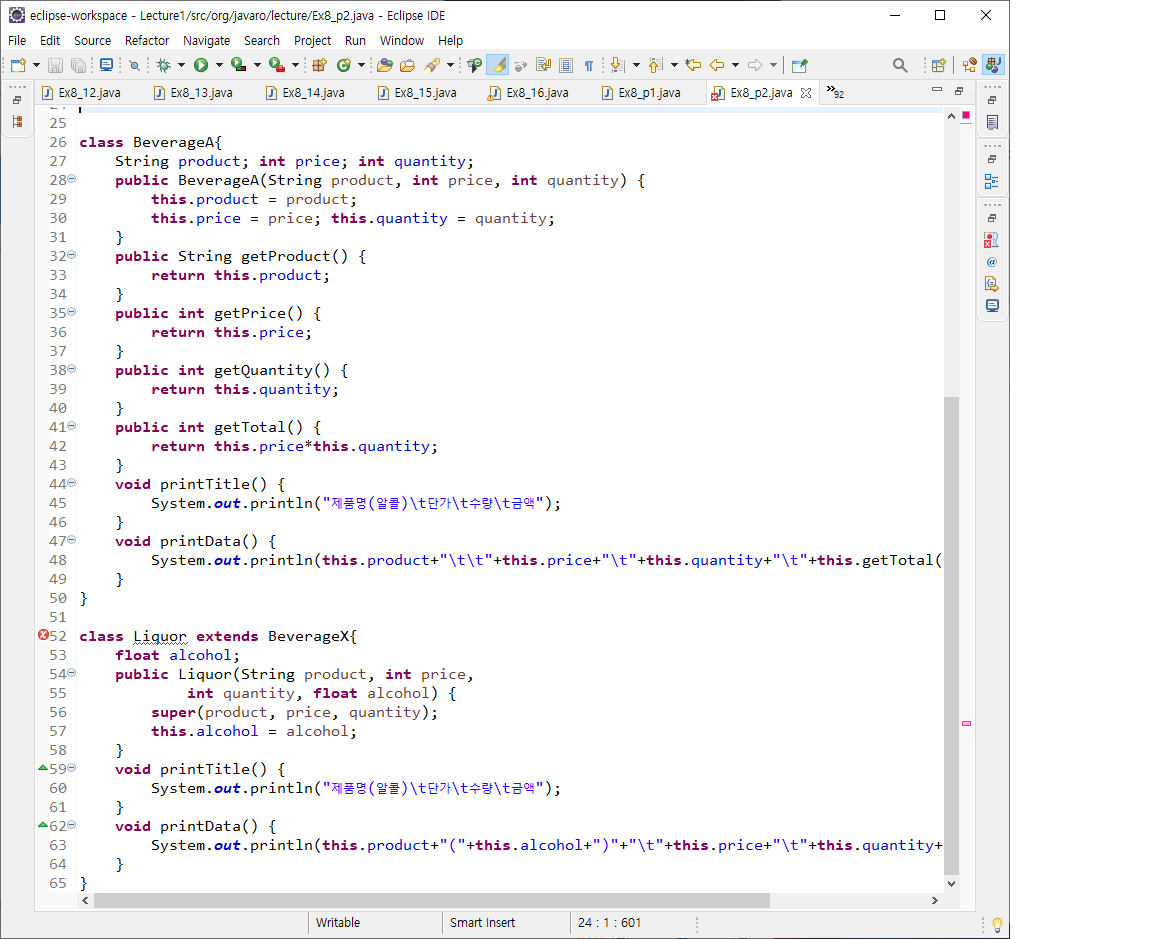 eclipse-workspace - Lecture1/src/org/javaro/lecture/Ex8_p2.java - Eclipse IDE
File Edit Source Refactor Navigate Search Project Run Window Help
Ex8_12.java Ex8_13.java Ex8_14.java Ex8_15.java Ex8_16.java Ex8_p1.java Ex8_p2.java »92
25
26 class BeverageA{
27 String product; int price; int quantity;
28 public BeverageA(String product, int price, int quantity) {
29 this.product = product;
30 this.price = price; this.quantity = quantity;
31 }
32 public String getProduct() {
33 return this.product;
34 }
35 public int getPrice() {
36 return this.price;
37 }
38 public int getQuantity() {
39 return this.quantity;
40 }
41 public int getTotal() {
42 return this.price*this.quantity;
43 }
44 void printTitle() {
45 System.out.println("제품명(알콜)\t단가\t수량\t금액");
46 }
47 void printData() {
48 System.out.println(this.product+"\t\t"+this.price+"\t"+this.quantity+"\t"+this.getTotal(
49 }
50 }
51
52 class Liquor extends BeverageX{
53 float alcohol;
54 public Liquor(String product, int price,
55 int quantity, float alcohol) {
56 super(product, price, quantity);
57 this.alcohol = alcohol;
58 }
59 void printTitle() {
60 System.out.println("제품명(알콜)\t단가\t수량\t금액");
61 }
62 void printData() {
63 System.out.println(this.product+"("+this.alcohol+")"+"\t"+this.price+"\t"+this.quantity+
64 }
65 }
Writable Smart Insert 24 : 1 : 601